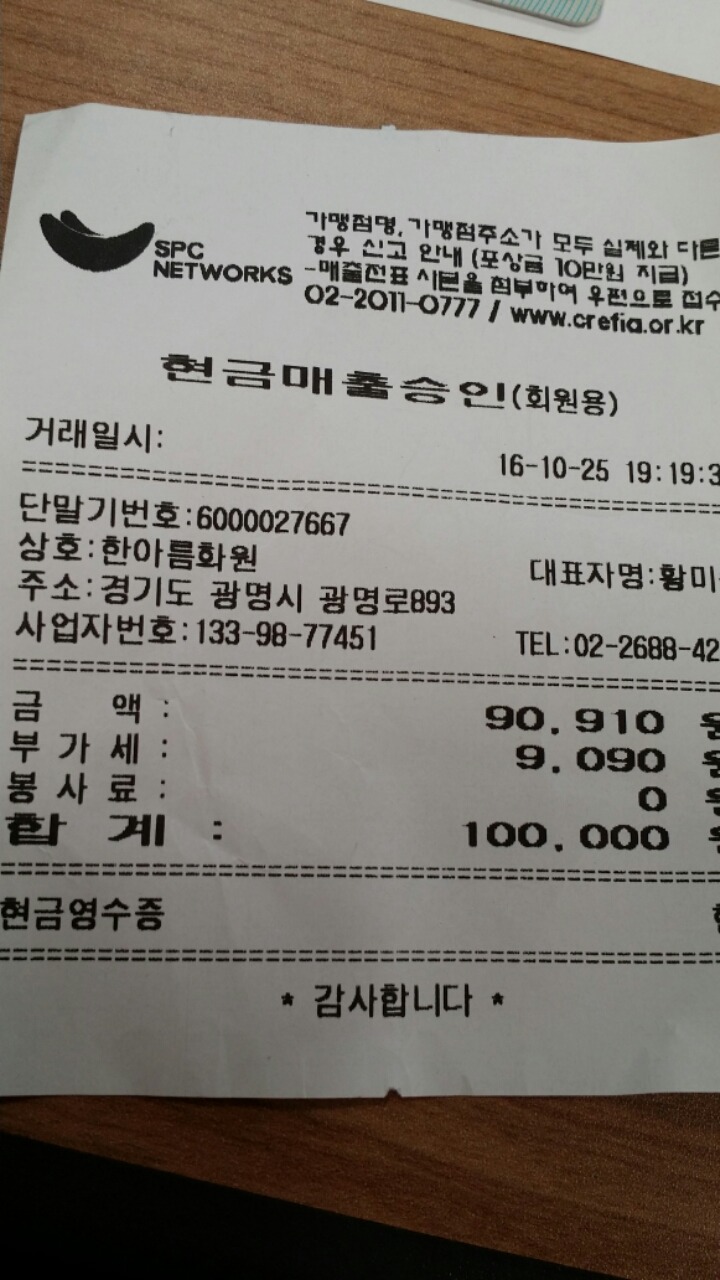 SPC
NETWORKS
가맹점명, 가맹점주소가 모두 실제와 다른
경우 신고 안내 (포상금 10만원 지급)
-매출전표 사본을 첨부하여 우편으로 접수
02-2011-0777 / www.crefia.or.kr
현금매출승인(회원용)
거래일시:
16-10-25 19:19:3
단말기번호:6000027667
상호:한아름화원 대표자명:황미
주소:경기도 광명시 광명로893
사업자번호:133-98-77451 TEL:02-2688-42
금 액 : 90.910 원
부 가 세 : 9.090 원
봉 사 료 : 0 원
합 계 : 100.000 원
현금영수증
* 감사합니다 *